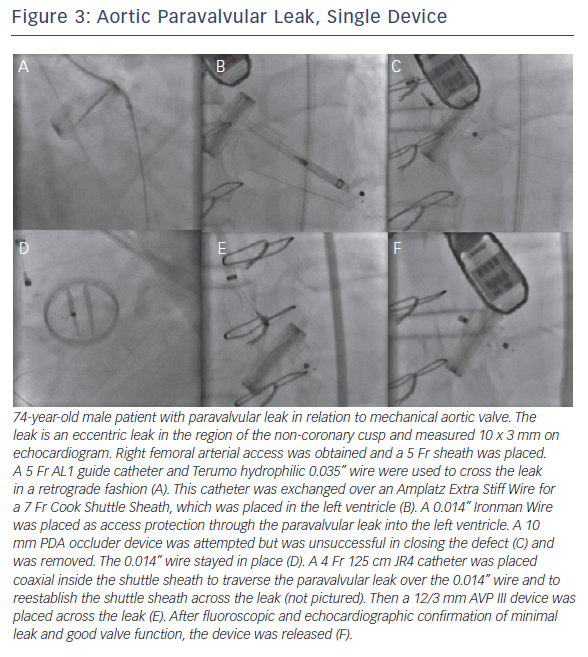 Figure 3: Aortic Paravalvular Leak, Single Device
A
B
C
D
E
F
74-year-old male patient with paravalvular leak in relation to mechanical aortic valve. The
leak is an eccentric leak in the region of the non-coronary cusp and measured 10 x 3 mm on
echocardiogram. Right femoral arterial access was obtained and a 5 Fr sheath was placed.
A 5 Fr AL1 guide catheter and Terumo hydrophilic 0.035” wire were used to cross the leak
in a retrograde fashion (A). This catheter was exchanged over an Amplatz Extra Stiff Wire for
a 7 Fr Cook Shuttle Sheath, which was placed in the left ventricle (B). A 0.014” Ironman Wire
was placed as access protection through the paravalvular leak into the left ventricle. A 10
mm PDA occluder device was attempted but was unsuccessful in closing the defect (C) and
was removed. The 0.014” wire stayed in place (D). A 4 Fr 125 cm JR4 catheter was placed
coaxial inside the shuttle sheath to traverse the paravalvular leak over the 0.014” wire and to
reestablish the shuttle sheath across the leak (not pictured). Then a 12/3 mm AVP III device was
placed across the leak (E). After fluoroscopic and echocardiographic confirmation of minimal
leak and good valve function, the device was released (F).